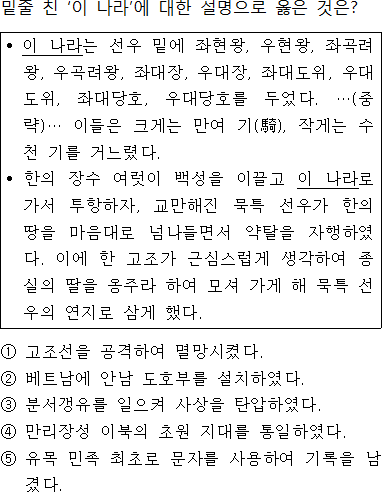 밑줄 친 '이 나라'에 대한 설명으로 옳은 것은?
• 이 나라는 선우 밑에 좌현왕, 우현왕, 좌곡려
왕, 우곡려왕, 좌대장, 우대장, 좌대도위, 우대
도위, 좌대당호, 우대당호를 두었다. …(중
략)… 이들은 크게는 만여 기(騎), 작게는 수
천 기를 거느렸다.
• 한의 장수 여럿이 백성을 이끌고 이 나라로
가서 투항하자, 교만해진 묵특 선우가 한의
땅을 마음대로 넘나들면서 약탈을 자행하였
다. 이에 한 고조가 근심스럽게 생각하여 종
실의 딸을 옹주라 하여 모셔 가게 해 묵특 선
우의 연지로 삼게 했다.
① 고조선을 공격하여 멸망시켰다.
② 베트남에 안남 도호부를 설치하였다.
③ 분서갱유를 일으켜 사상을 탄압하였다.
④ 만리장성 이북의 초원 지대를 통일하였다.
⑤ 유목 민족 최초로 문자를 사용하여 기록을 남
겼다.